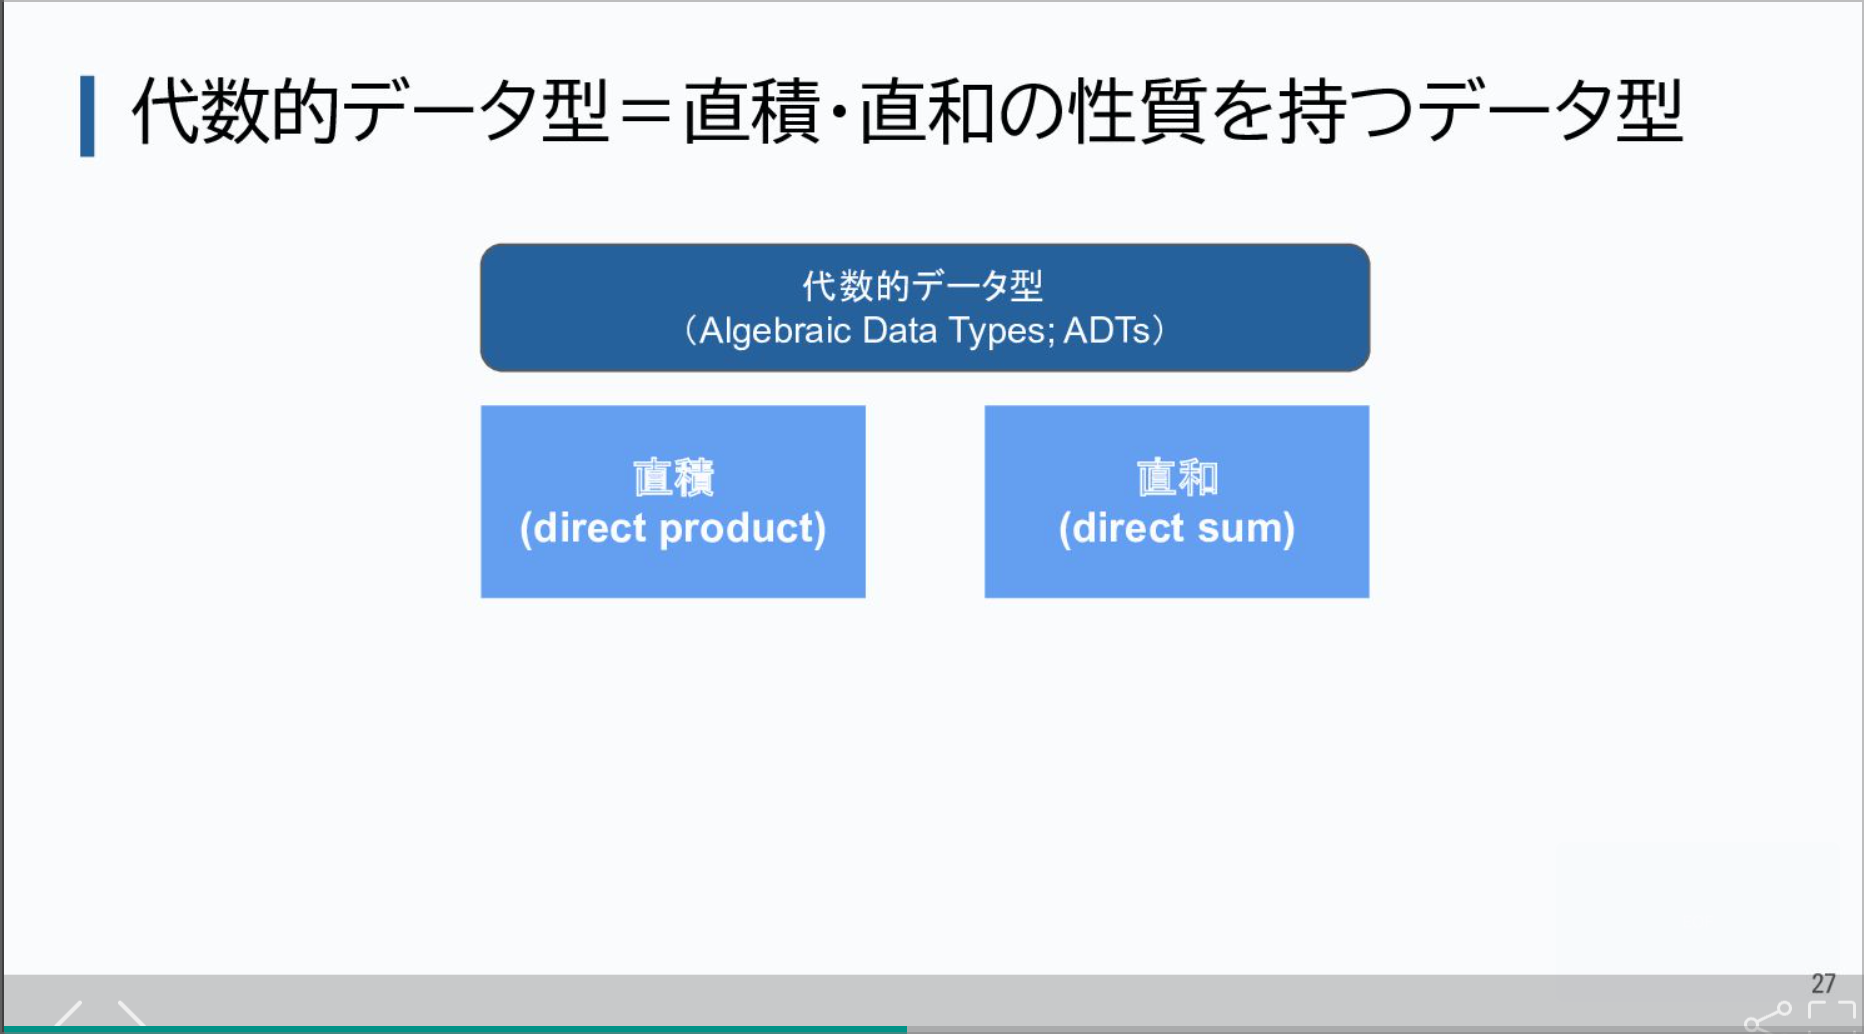 代数的データ型＝直積・直和の性質を持つデータ型
代数的データ型
（Algebraic Data Types; ADTs）
直積
(direct product)
直和
(direct sum)
27